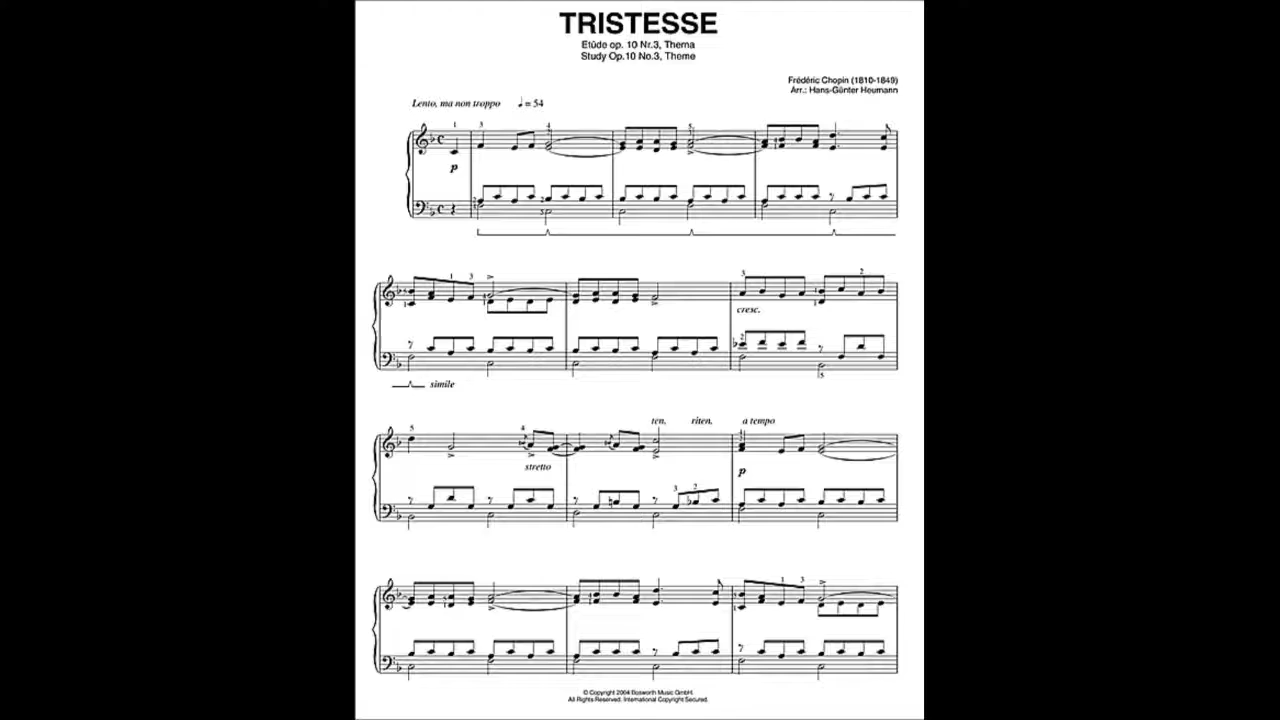 TRISTESSE
Etüde op. 10 Nr.3, Thema
Study Op.10 No.3, Theme
Frédéric Chopin (1810-1849)
Arr.: Hans-Günter Heumann
Lento, ma non troppo ♩ = 54
p
simile
cresc.
ten. riten. a tempo
stretto
p
© Copyright 2004 Bosworth Music GmbH.
All Rights Reserved. International Copyright Secured.